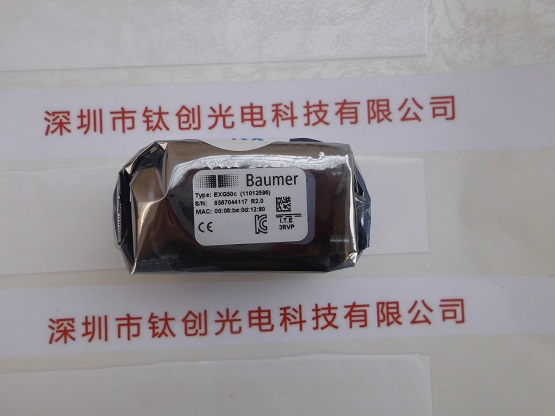 深圳市钛创光电科技有限公司
Baumer
Type: EXG50c (11012596)
S/N: 8567044117 R2.0
MAC: 00:06:be:0d:12:80
CE
I.T.E
3RVP
深圳市钛创光电科技有限公司